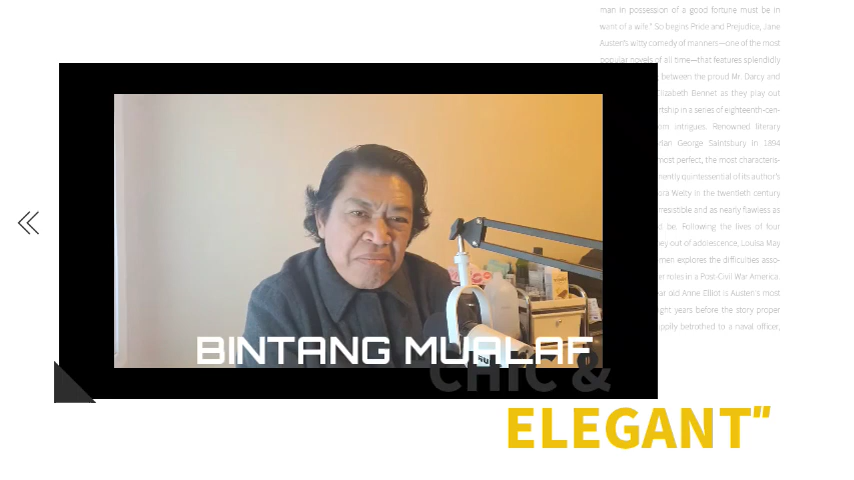 man in possession of a good fortune must be in
want of a wife." So begins Pride and Prejudice, Jane
Austen's witty comedy of manners—one of the most
popular novels of all time—that features splendidly
between the proud Mr. Darcy and
Elizabeth Bennet as they play out
in a series of eighteenth-cen-
intrigues. Renowned literary
George Saintsbury in 1894
most perfect, the most characteris-
quintessential of its author's
Welty in the twentieth century
irresistible and as nearly flawless as
be. Following the lives of four
out of adolescence, Louisa May
explores the difficulties asso-
roles in a Post-Civil War America.
old Anne Elliot is Austen's most
years before the story proper
betrothed to a naval officer,
BINTANG MUALAF
CHIC &
ELEGANT"